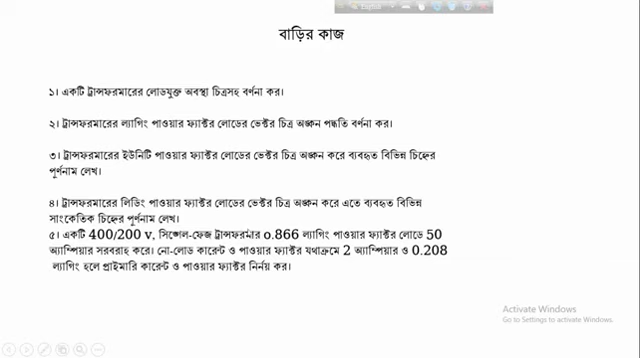 English
বাড়ির কাজ
১। একটি ট্রান্সফরমারের লোডযুক্ত অবস্থা চিত্রসহ বর্ণনা কর।
২। ট্রান্সফরমারের ল্যাগিং পাওয়ার ফ্যাক্টর লোডের ভেক্টর চিত্র অঙ্কন পদ্ধতি বর্ণনা কর।
৩। ট্রান্সফরমারের ইউনিটি পাওয়ার ফ্যাক্টর লোডের ভেক্টর চিত্র অঙ্কন করে ব্যবহৃত বিভিন্ন চিহ্নের
পূর্ণনাম লেখ।
৪। ট্রান্সফরমারের লিডিং পাওয়ার ফ্যাক্টর লোডের ভেক্টর চিত্র অঙ্কন করে এতে ব্যবহৃত বিভিন্ন
সাংকেতিক চিহ্নের পূর্ণনাম লেখ।
৫। একটি 400/200 v, সিঙ্গেল-ফেজ ট্রান্সফরমার o.866 ল্যাগিং পাওয়ার ফ্যাক্টর লোডে 50
অ্যাম্পিয়ার সরবরাহ করে। নো-লোড কারেন্ট ও পাওয়ার ফ্যাক্টর যথাক্রমে 2 অ্যাম্পিয়ার ও 0.208
ল্যাগিং হলে প্রাইমারি কারেন্ট ও পাওয়ার ফ্যাক্টর নির্নয় কর।
Activate Windows
Go to Settings to activate Windows.